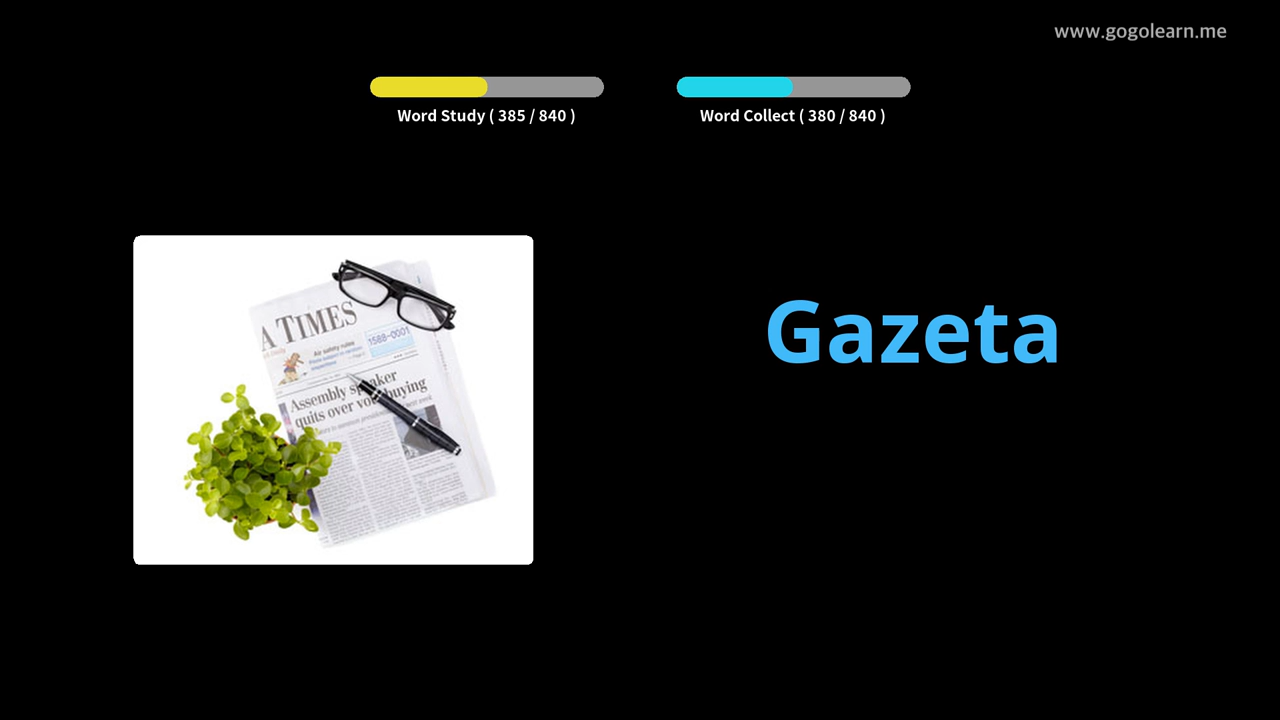 www.gogolearn.me
Word Study ( 385 / 840 )
Word Collect ( 380 / 840 )
Gazeta
A TIMES
Air safety rules
1588-0001
Assembly speaker
quits over vote buying